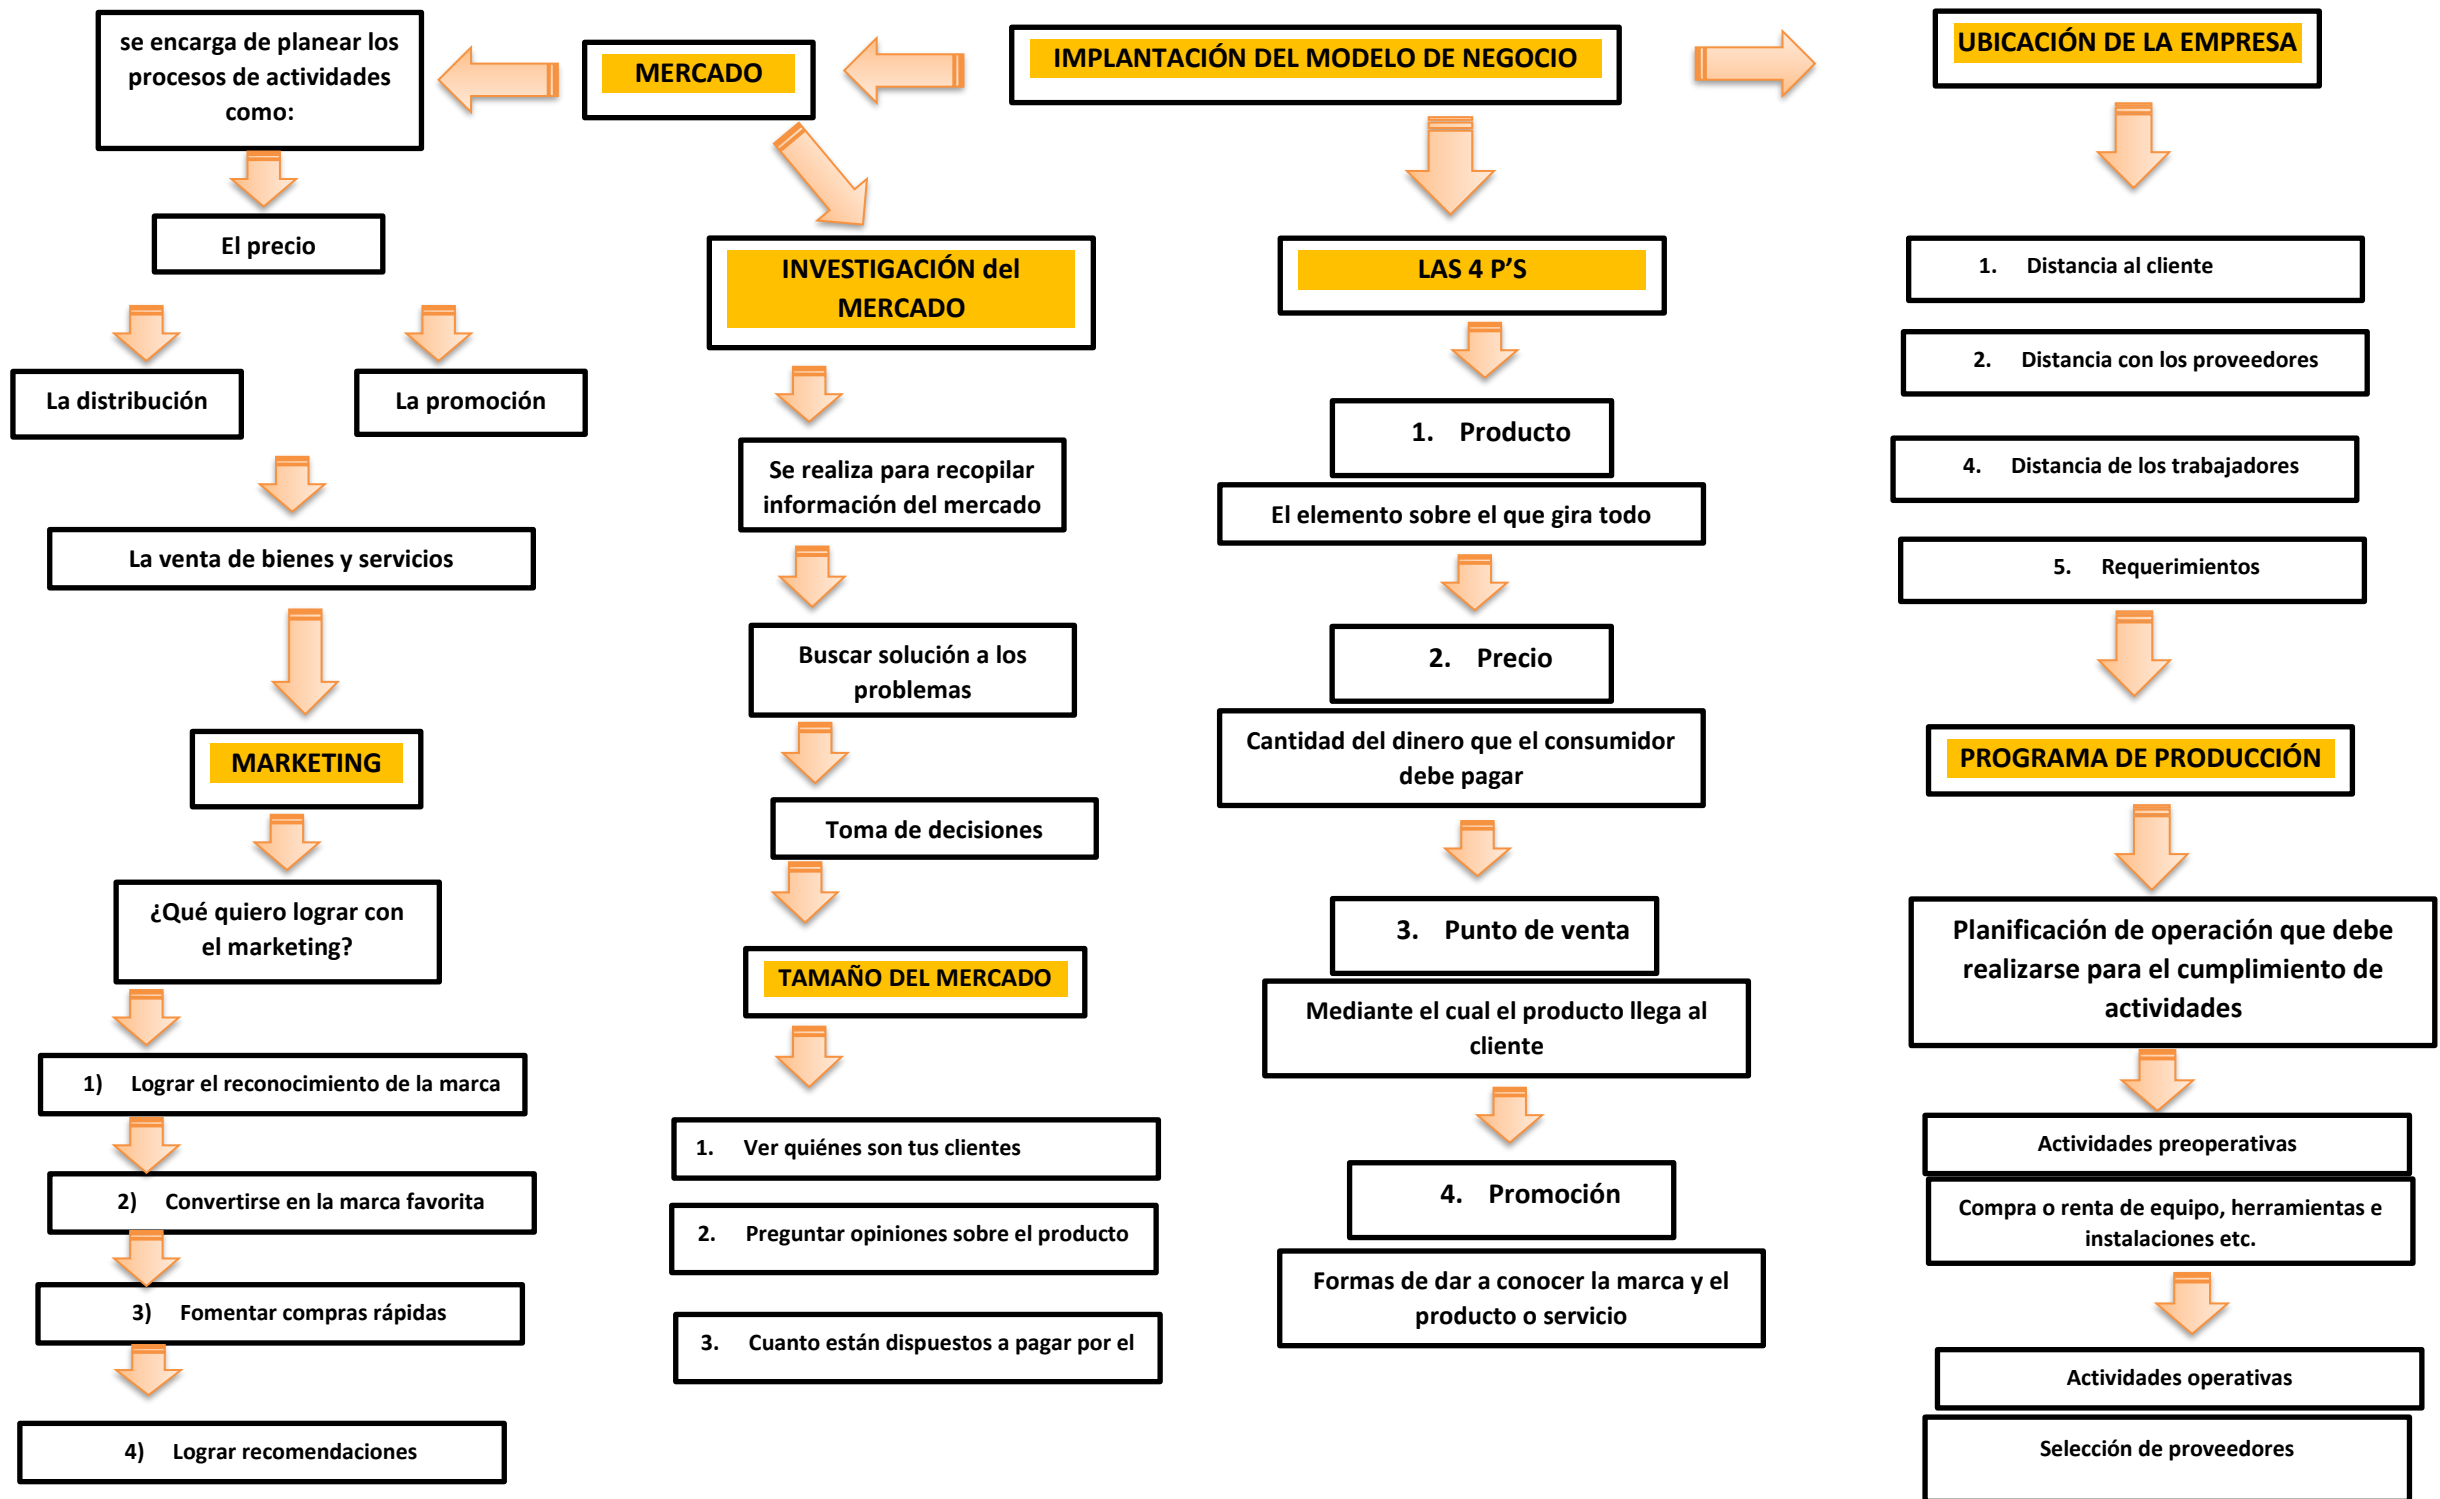 IMPLANTACIÓN DEL MODELO DE NEGOCIO
MERCADO
se encarga de planear los
procesos de actividades
como:
El precio
La distribución
La promoción
La venta de bienes y servicios
MARKETING
¿Qué quiero lograr con
el marketing?
1) Lograr el reconocimiento de la marca
2) Convertirse en la marca favorita
3) Fomentar compras rápidas
4) Lograr recomendaciones
INVESTIGACIÓN del
MERCADO
Se realiza para recopilar
información del mercado
Buscar solución a los
problemas
Toma de decisiones
TAMAÑO DEL MERCADO
1. Ver quiénes son tus clientes
2. Preguntar opiniones sobre el producto
3. Cuanto están dispuestos a pagar por el
LAS 4 P’S
1. Producto
El elemento sobre el que gira todo
2. Precio
Cantidad del dinero que el consumidor
debe pagar
3. Punto de venta
Mediante el cual el producto llega al
cliente
4. Promoción
Formas de dar a conocer la marca y el
producto o servicio
UBICACIÓN DE LA EMPRESA
1. Distancia al cliente
2. Distancia con los proveedores
4. Distancia de los trabajadores
5. Requerimientos
PROGRAMA DE PRODUCCIÓN
Planificación de operación que debe
realizarse para el cumplimiento de
actividades
Actividades preoperativas
Compra o renta de equipo, herramientas e
instalaciones etc.
Actividades operativas
Selección de proveedores